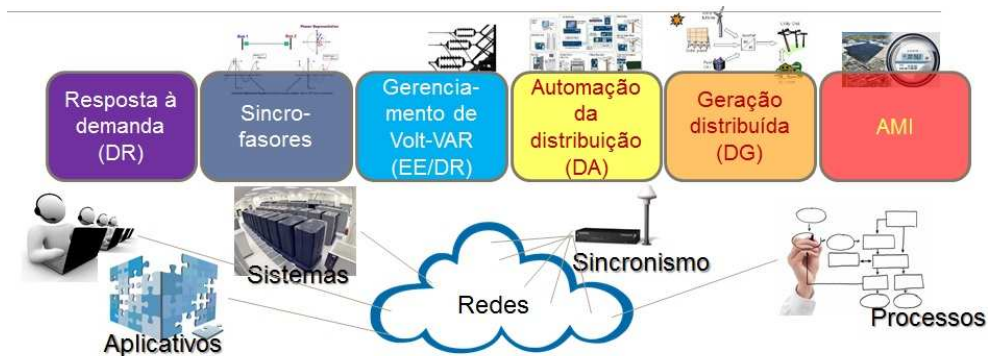 Resposta à
demanda
(DR)
Sincro-
fasores
Gerencia-
mento de
Volt-VAR
(EE/DR)
Automação
da
distribuição
(DA)
Geração
distribuída
(DG)
AMI
Sistemas
Sincronismo
Redes
Aplicativos
Processos